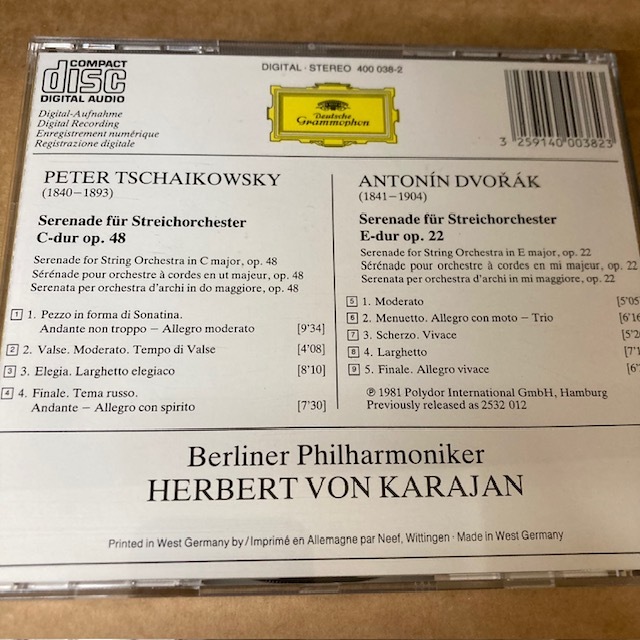 COMPACT
disc
DIGITAL AUDIO
DIGITAL · STEREO 400 038-2
Deutsche
Grammophon
3 259140 003823
Digital-Aufnahme
Digital Recording
Enregistrement numérique
Registrazione digitale
PETER TSCHAIKOWSKY
(1840–1893)
Serenade für Streichorchester
C-dur op. 48
Serenade for String Orchestra in C major, op. 48
Sérénade pour orchestre à cordes en ut majeur, op. 48
Serenata per orchestra d'archi in do maggiore, op. 48
1 1. Pezzo in forma di Sonatina.
Andante non troppo – Allegro moderato [9'34]
2 2. Valse. Moderato. Tempo di Valse [4'08]
3 3. Elegia. Larghetto elegiaco [8'10]
4 4. Finale. Tema russo.
Andante – Allegro con spirito [7'30]
ANTONÍN DVOŘÁK
(1841–1904)
Serenade für Streichorchester
E-dur op. 22
Serenade for String Orchestra in E major, op. 22
Sérénade pour orchestre à cordes en mi majeur, op. 22
Serenata per orchestra d'archi in mi maggiore, op. 22
5 1. Moderato [5'05
6 2. Menuetto. Allegro con moto – Trio [6'16
7 3. Scherzo. Vivace
8 4. Larghetto
9 5. Finale. Allegro vivace
℗ 1981 Polydor International GmbH, Hamburg
Previously released as 2532 012
Berliner Philharmoniker
HERBERT VON KARAJAN
Printed in West Germany by/Imprimé en Allemagne par Neef, Wittingen · Made in West Germany